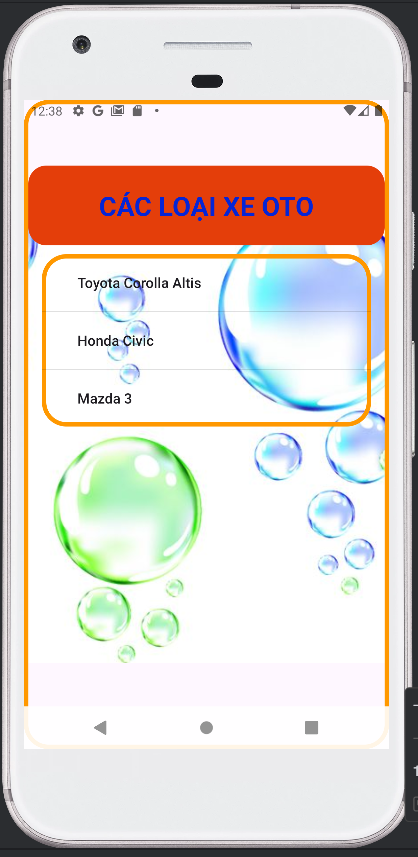 12:38
CÁC LOẠI XE OTO
Toyota Corolla Altis
Honda Civic
Mazda 3